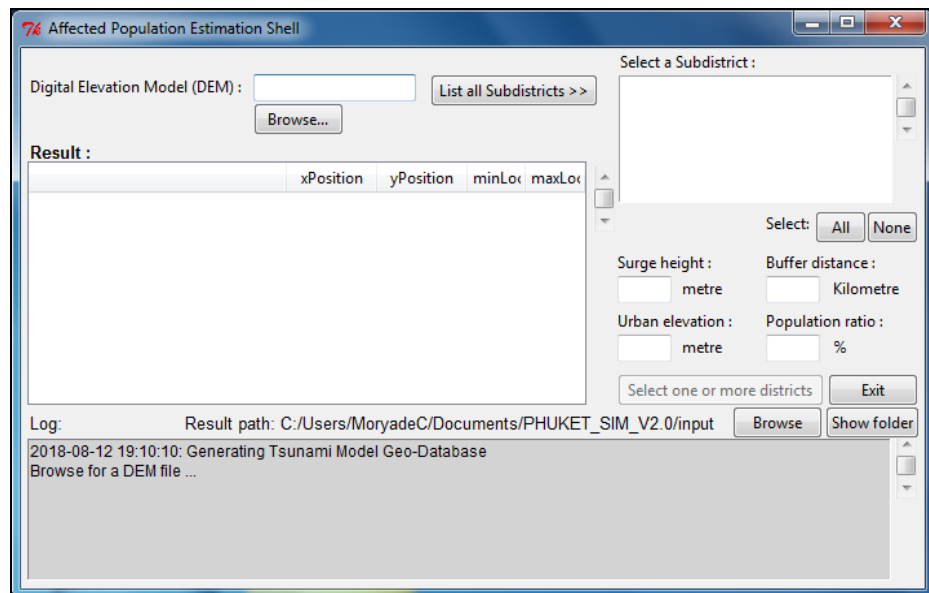 Affected Population Estimation Shell
Select a Subdistrict :
Digital Elevation Model (DEM) :
List all Subdistricts >>
Browse...
Result :
xPosition yPosition minLoc maxLoc
Select: All None
Surge height : Buffer distance :
metre Kilometre
Urban elevation : Population ratio :
metre %
Select one or more districts Exit
Log: Result path: C:/Users/MoryadeC/Documents/PHUKET_SIM_V2.0/input Browse Show folder
2018-08-12 19:10:10: Generating Tsunami Model Geo-Database
Browse for a DEM file ...